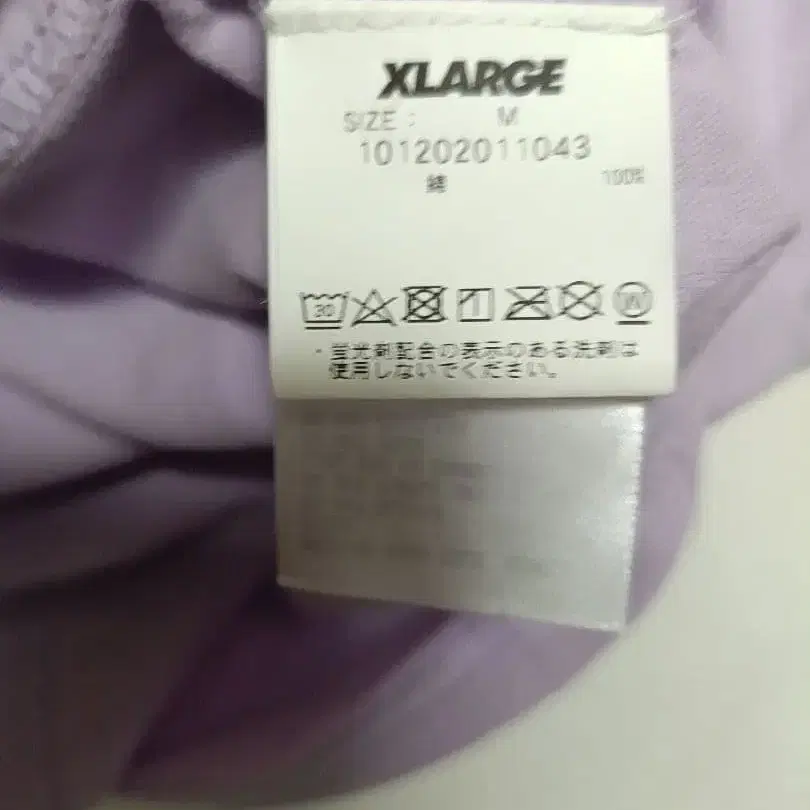 XLARGE
SIZE : M
101202011043
綿 100%
30
W
・蛍光剤配合の表示のある洗剤は
使用しないでください。